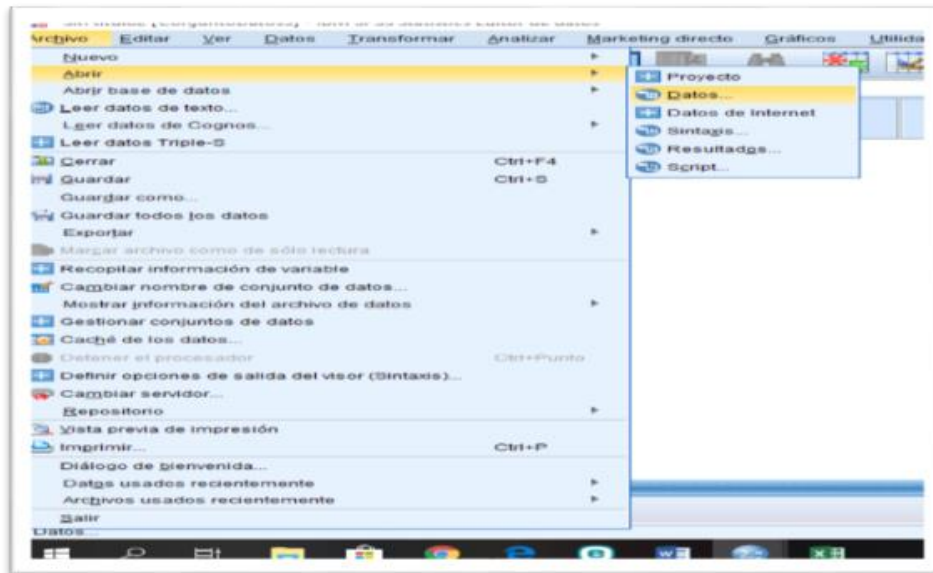 Archivo Editar Ver Datos Transformar Analizar Marketing directo Gráficos Utilida
Nuevo
Abrir
Abrir base de datos
Leer datos de texto...
Leer datos de Cognos...
Leer datos Triple-S
Cerrar Ctrl+F4
Guardar Ctrl+S
Guardar como...
Guardar todos los datos
Exportar
Marcar archivo como de sólo lectura
Recopilar información de variable
Cambiar nombre de conjunto de datos...
Mostrar información del archivo de datos
Gestionar conjuntos de datos
Caché de los datos...
Detener el procesador Ctrl+Punto
Definir opciones de salida del visor (Sintaxis)...
Cambiar servidor...
Repositorio
Vista previa de impresión
Imprimir... Ctrl+P
Diálogo de bienvenida...
Datos usados recientemente
Archivos usados recientemente
Salir
Datos...
Proyecto
Datos...
Datos de Internet
Sintaxis...
Resultados...
Script...